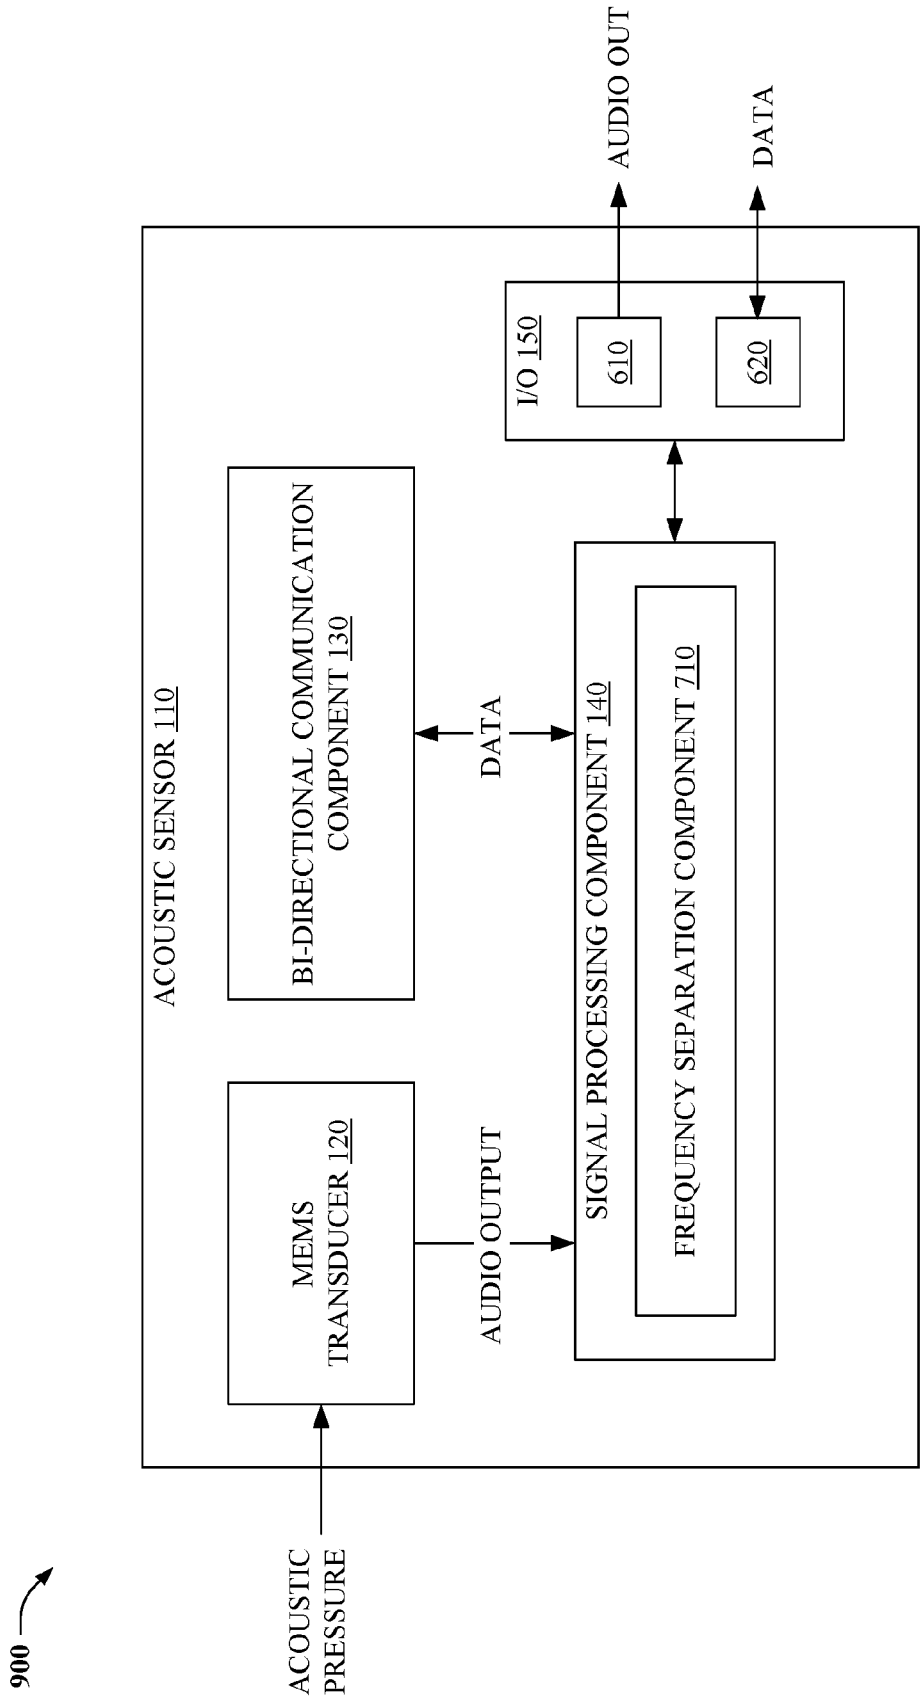 900
ACOUSTIC SENSOR 110
ACOUSTIC
PRESSURE
MEMS
TRANSDUCER 120
BI-DIRECTIONAL COMMUNICATION
COMPONENT 130
AUDIO OUTPUT
DATA
SIGNAL PROCESSING COMPONENT 140
FREQUENCY SEPARATION COMPONENT 710
I/O 150
610
620
AUDIO OUT
DATA